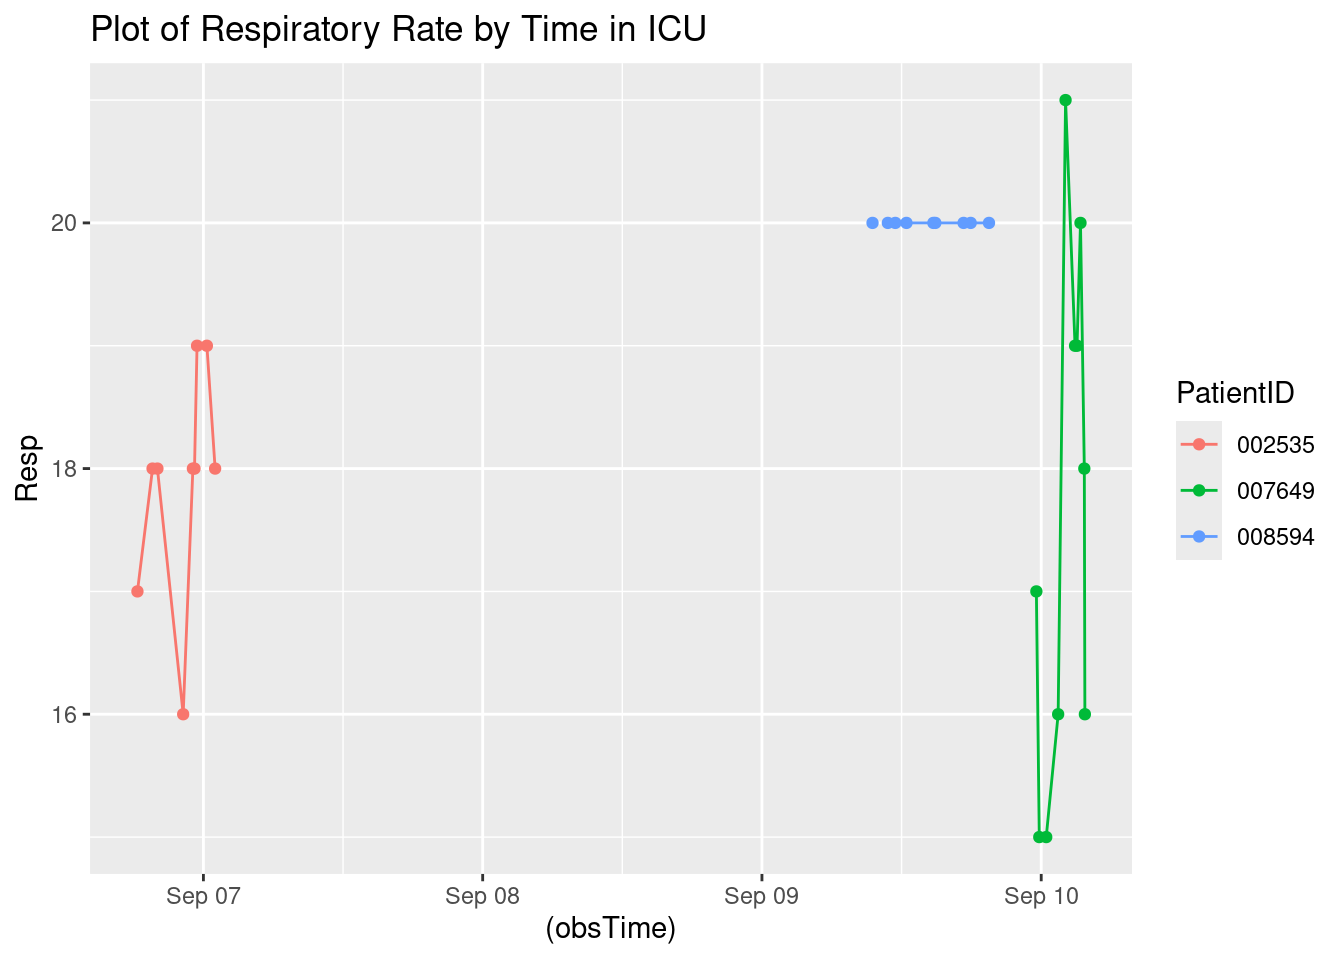 Plot of Respiratory Rate by Time in ICU
Resp
20
18
16
Sep 07 Sep 08 Sep 09 Sep 10
(obsTime)
PatientID
002535
007649
008594